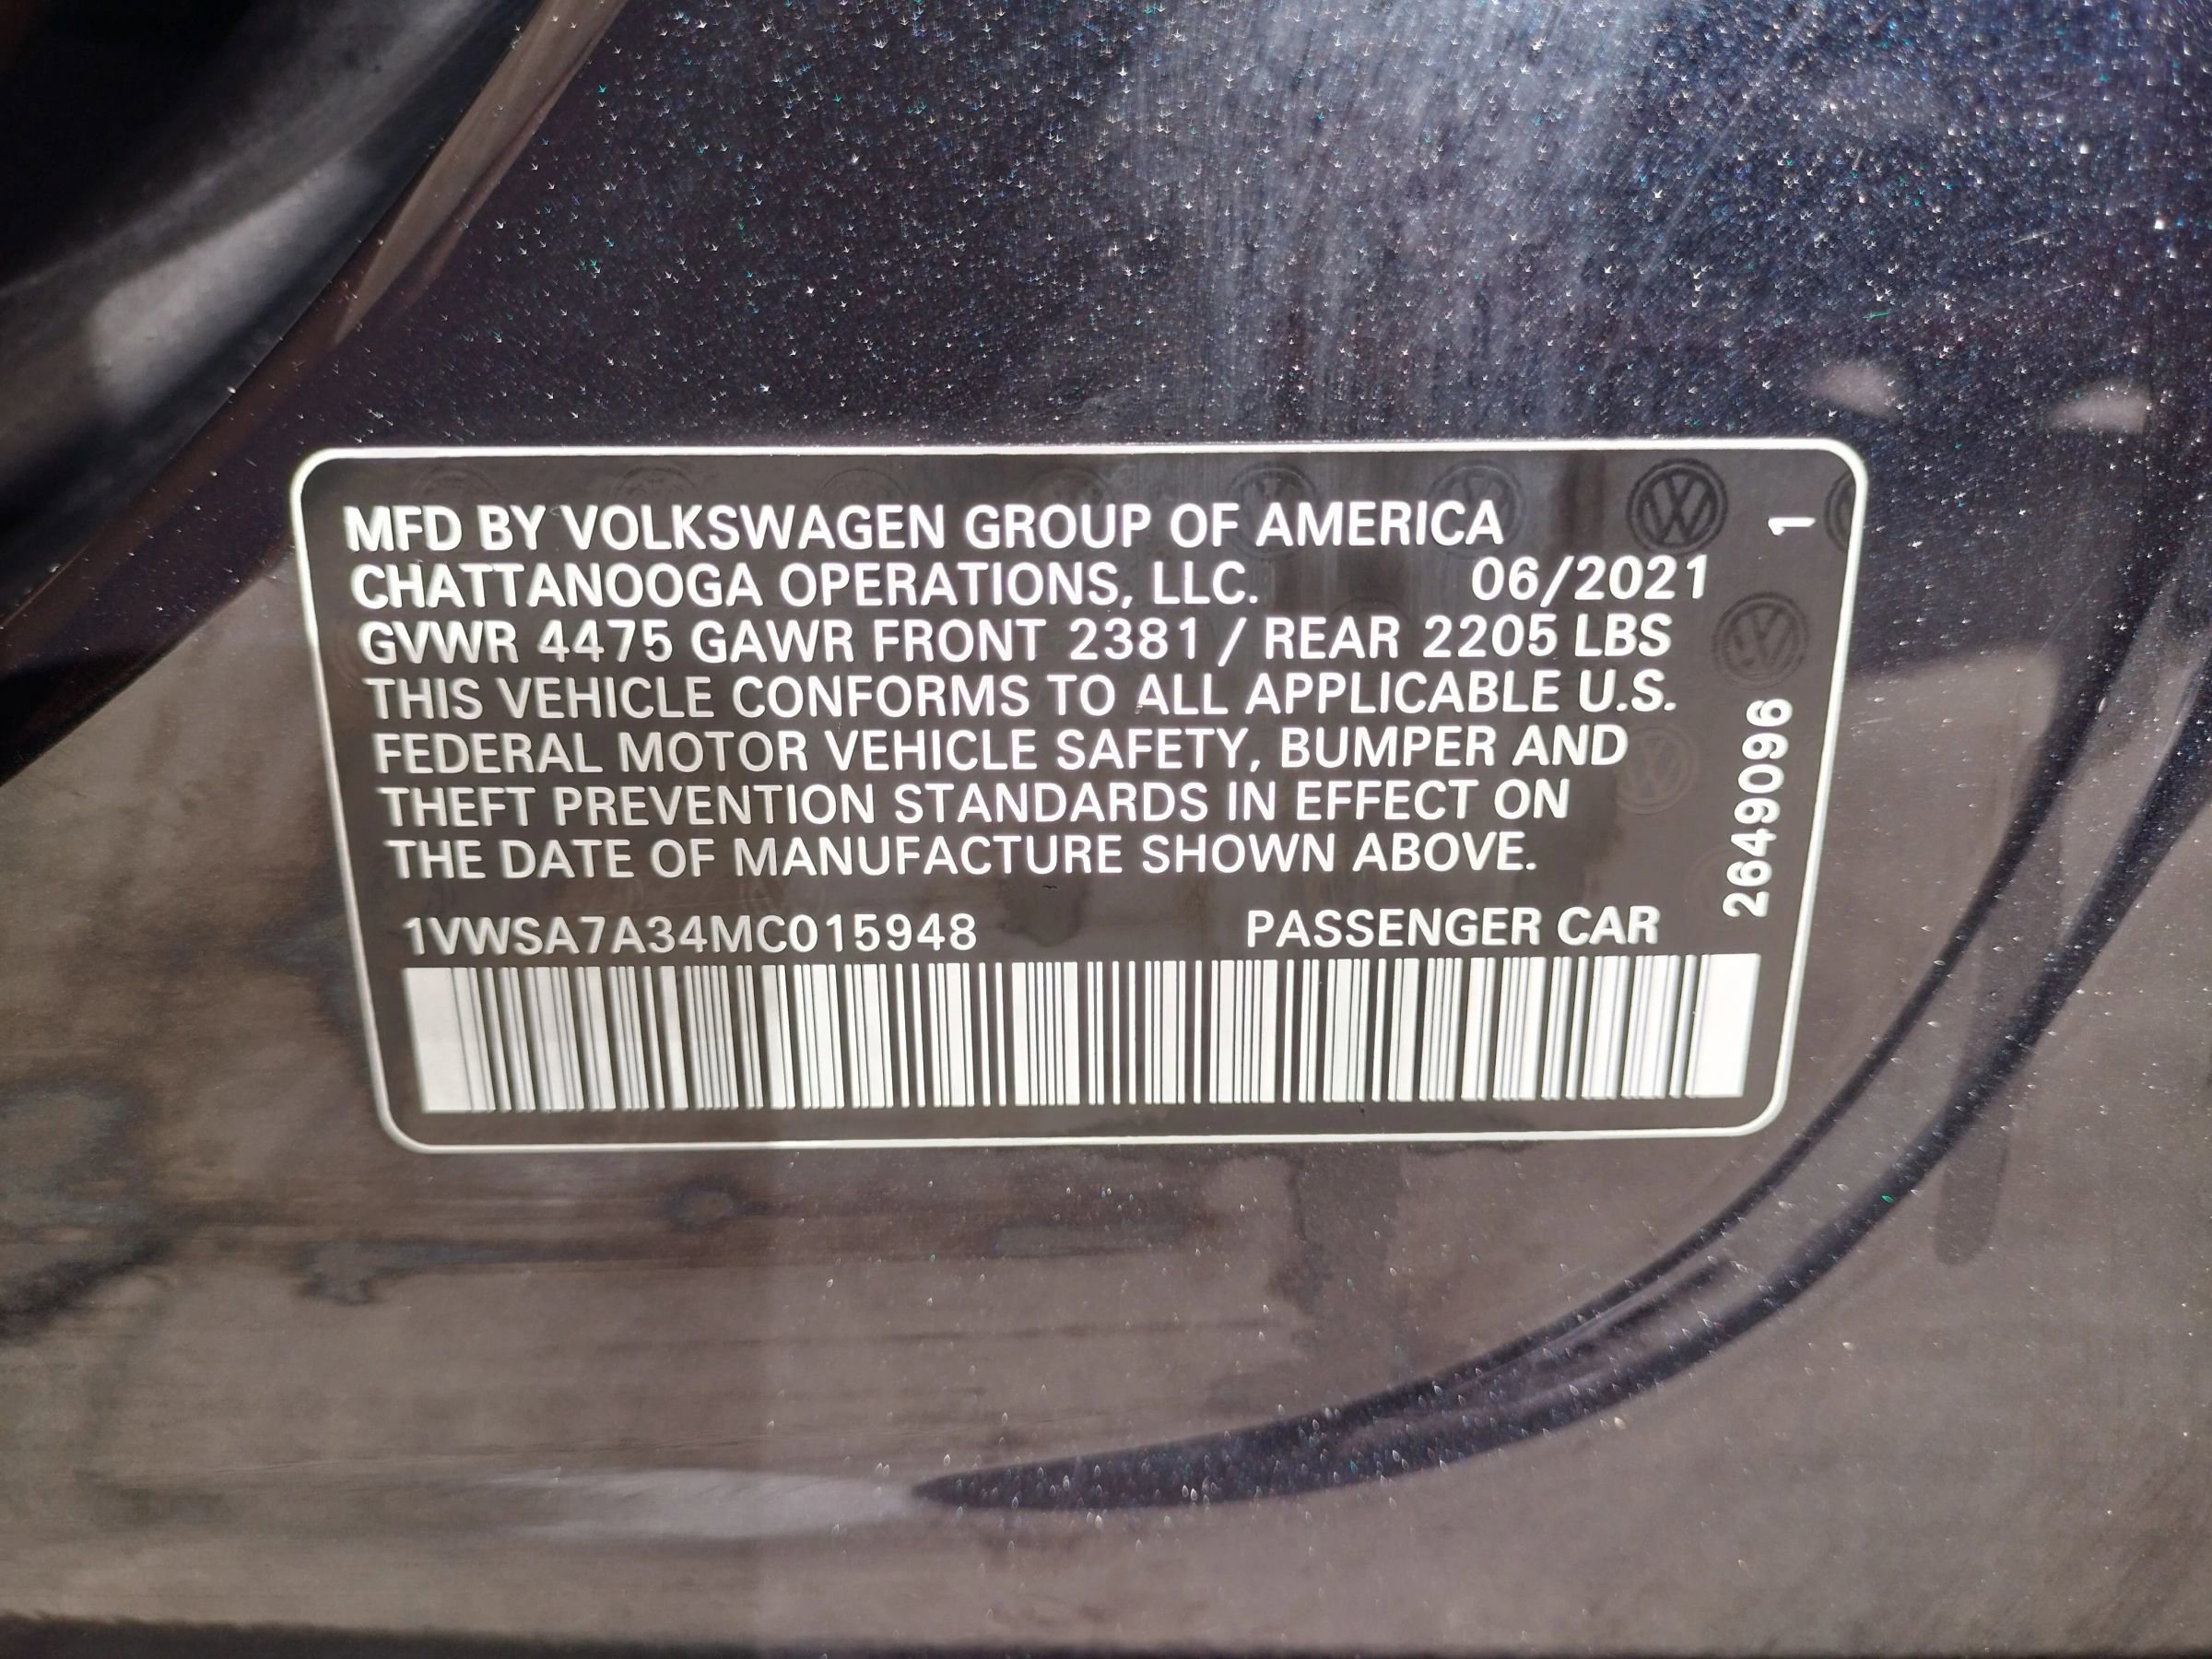 MFD BY VOLKSWAGEN GROUP OF AMERICA
CHATTANOOGA OPERATIONS, LLC. 06/2021
GVWR 4475 GAWR FRONT 2381 / REAR 2205 LBS
THIS VEHICLE CONFORMS TO ALL APPLICABLE U.S.
FEDERAL MOTOR VEHICLE SAFETY, BUMPER AND
THEFT PREVENTION STANDARDS IN EFFECT ON
THE DATE OF MANUFACTURE SHOWN ABOVE.
1VWSA7A34MC015948 PASSENGER CAR
2649096 1